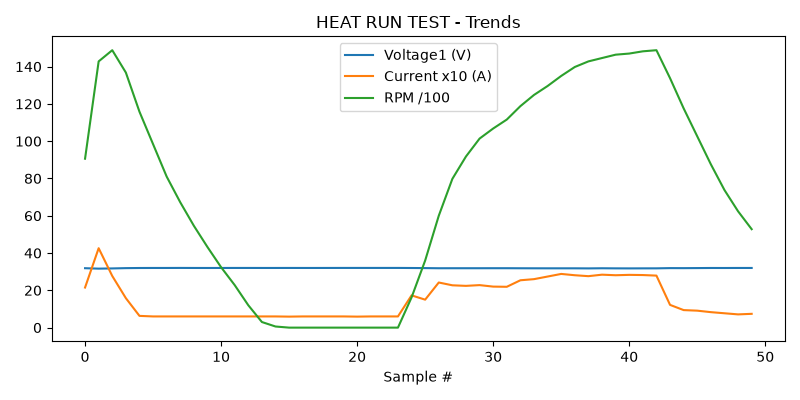 HEAT RUN TEST - Trends
Voltage1 (V)
Current x10 (A)
RPM /100
140
120
100
80
60
40
20
0
0 10 20 30 40 50
Sample #